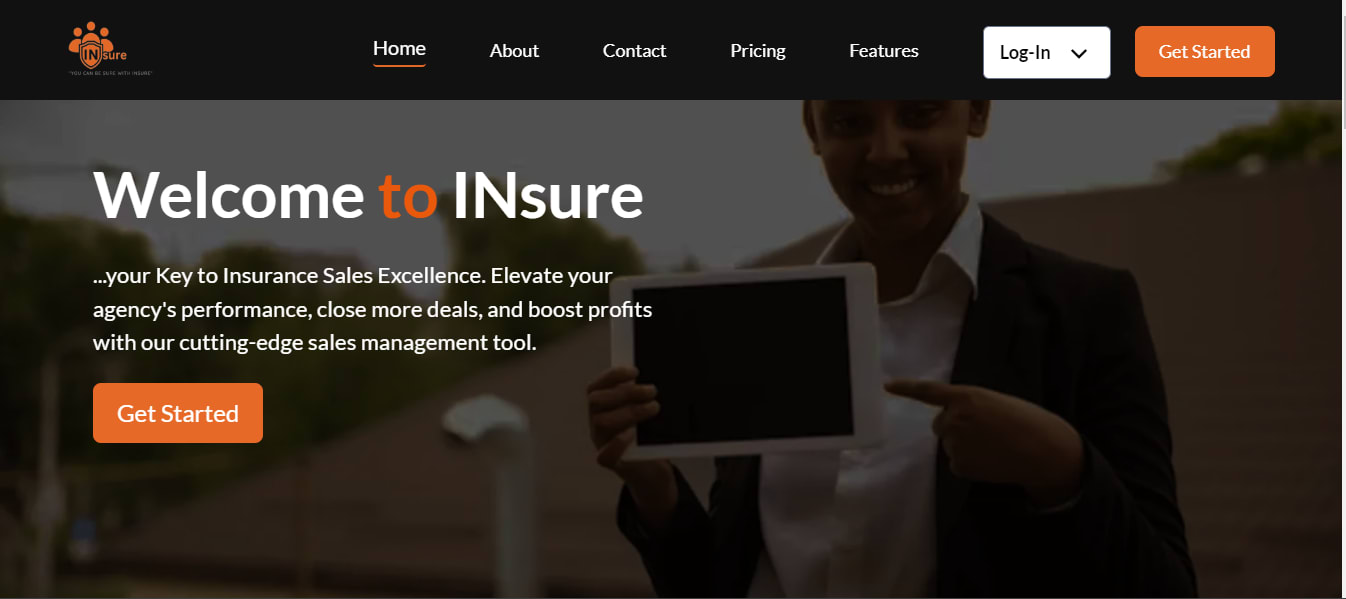 INsure
"YOU CAN BE SURE WITH INSURE"
Home
About
Contact
Pricing
Features
Log-In
Get Started
Welcome to INsure
...your Key to Insurance Sales Excellence. Elevate your
agency's performance, close more deals, and boost profits
with our cutting-edge sales management tool.
Get Started